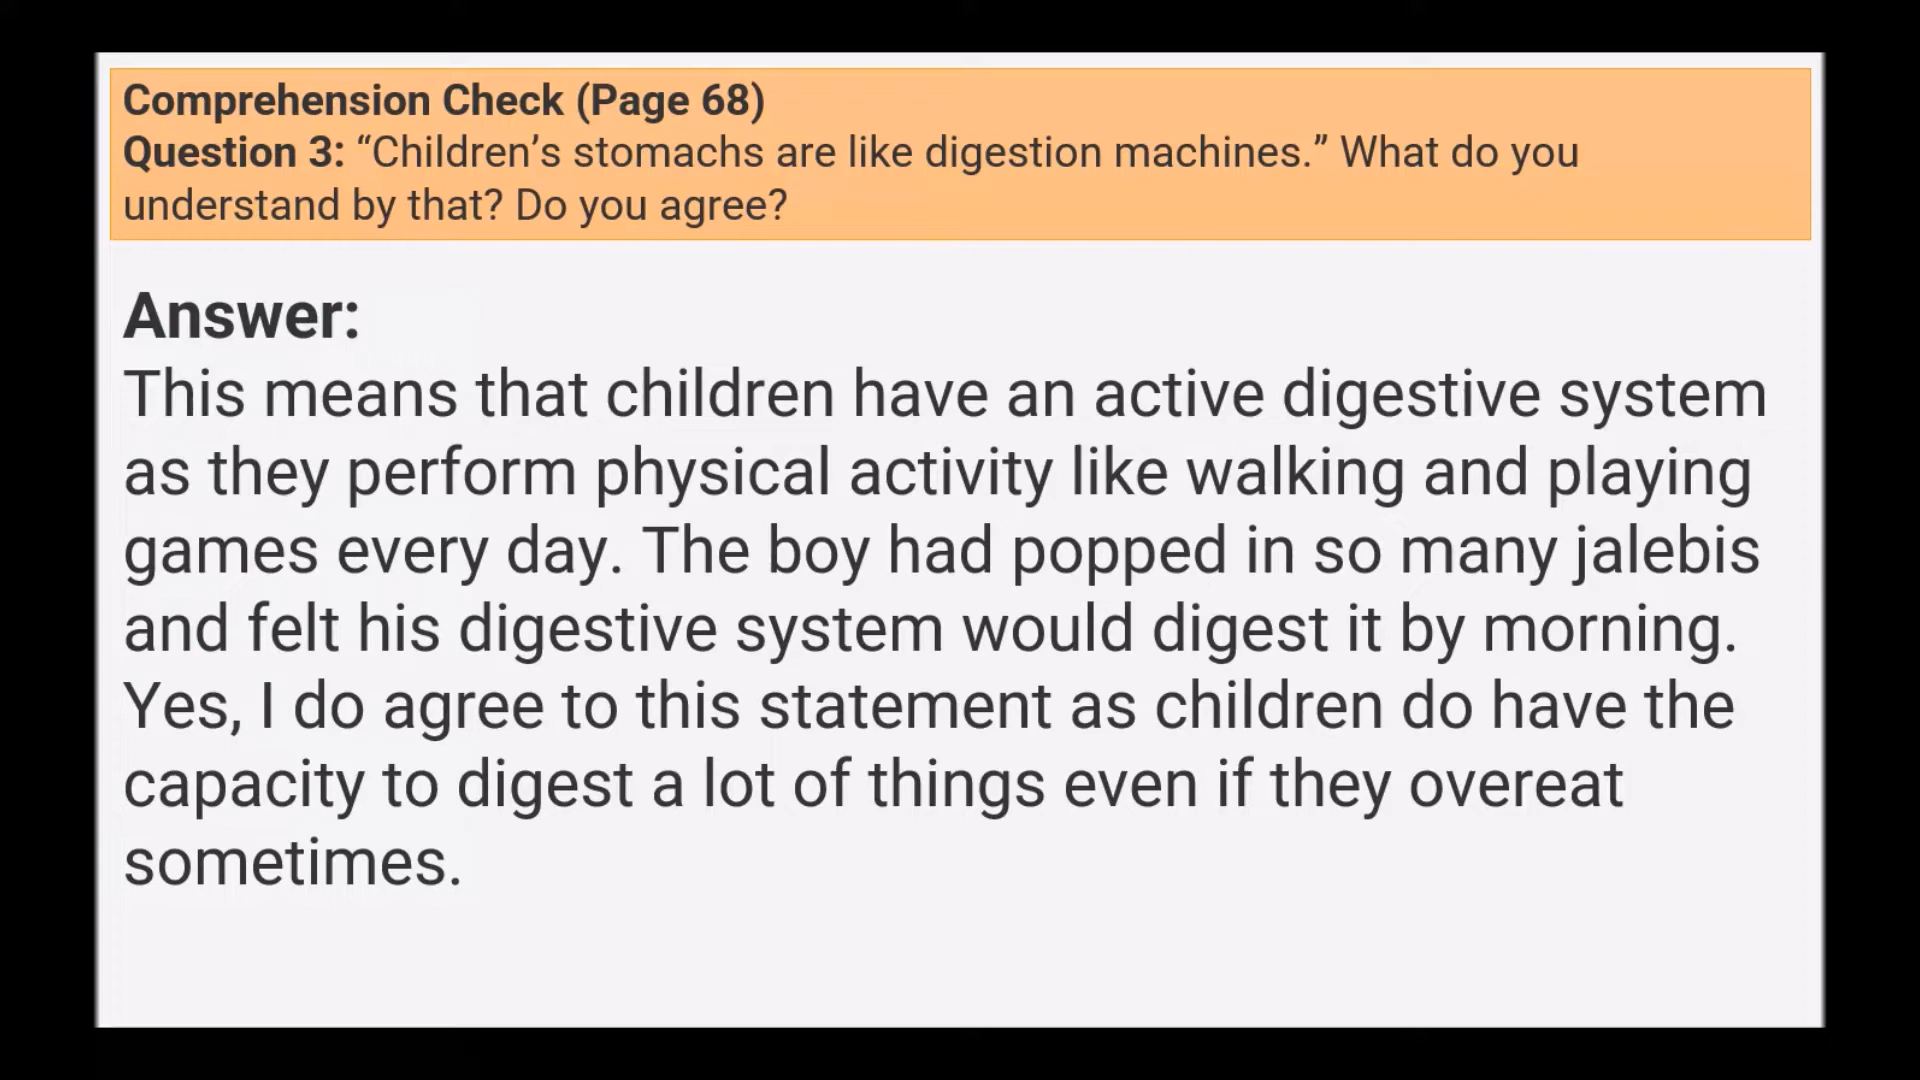 Comprehension Check (Page 68)
Question 3: “Children’s stomachs are like digestion machines.” What do you
understand by that? Do you agree?
Answer:
This means that children have an active digestive system
as they perform physical activity like walking and playing
games every day. The boy had popped in so many jalebis
and felt his digestive system would digest it by morning.
Yes, I do agree to this statement as children do have the
capacity to digest a lot of things even if they overeat
sometimes.